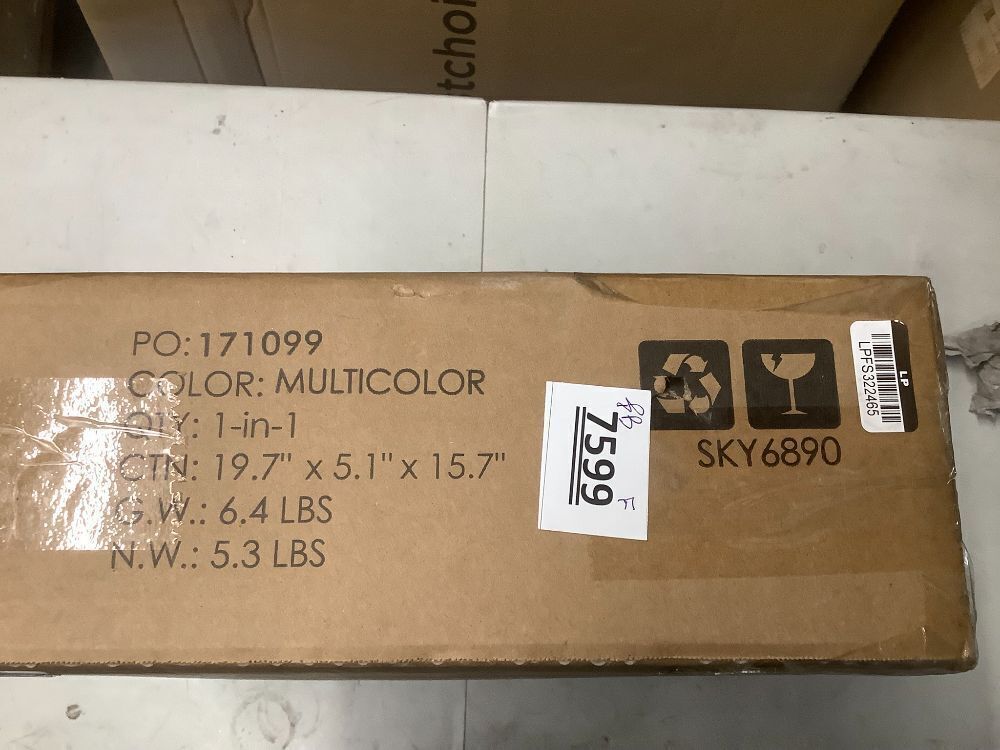 tchoi
PO: 171099
COLOR: MULTICOLOR
QTY: 1-in-1
CTN: 19.7" x 5.1" x 15.7"
G.W.: 6.4 LBS
N.W.: 5.3 LBS
7599
SKY6890
LP
LPFS322465